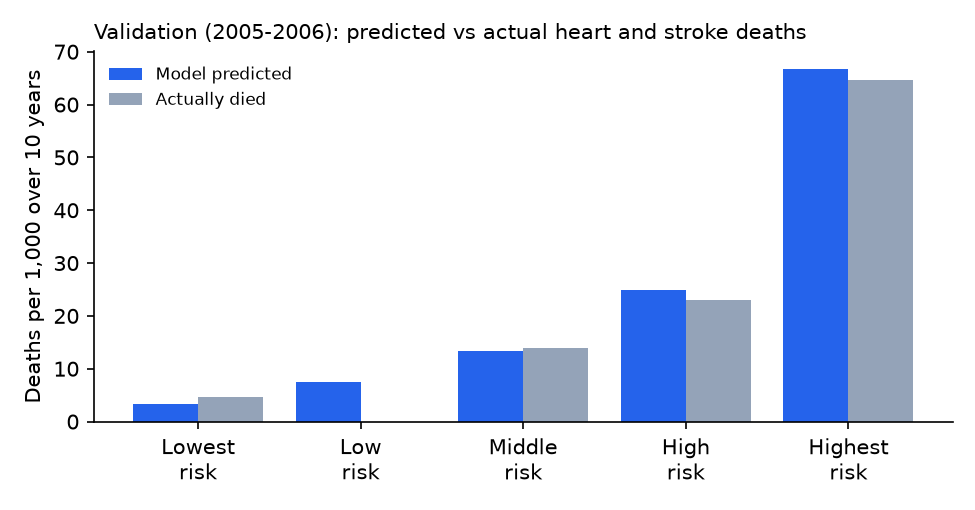 Validation (2005-2006): predicted vs actual heart and stroke deaths
Deaths per 1,000 over 10 years
70
60
50
40
30
20
10
0
Model predicted
Actually died
Lowest
risk
Low
risk
Middle
risk
High
risk
Highest
risk